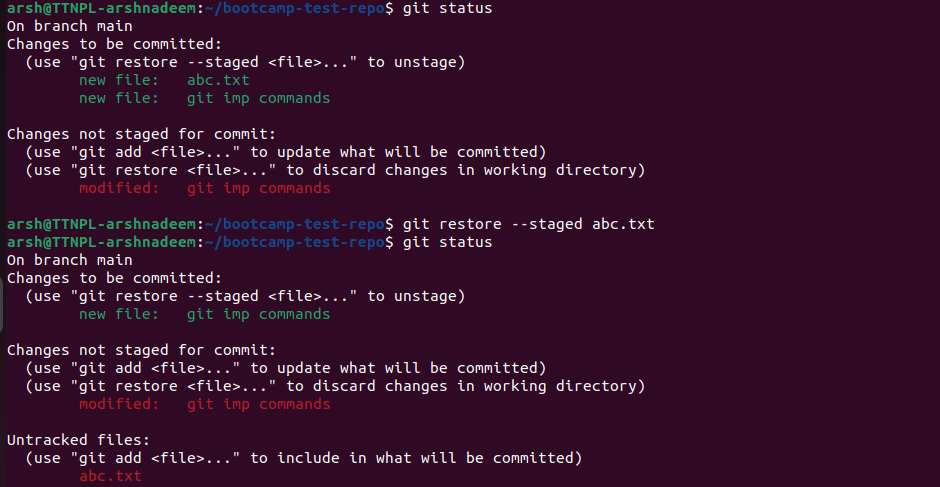 arsh@TTNPL-arshnadeem:~/bootcamp-test-repo$ git status
On branch main
Changes to be committed:
  (use "git restore --staged <file>..." to unstage)
        new file:   abc.txt
        new file:   git imp commands

Changes not staged for commit:
  (use "git add <file>..." to update what will be committed)
  (use "git restore <file>..." to discard changes in working directory)
        modified:   git imp commands

arsh@TTNPL-arshnadeem:~/bootcamp-test-repo$ git restore --staged abc.txt
arsh@TTNPL-arshnadeem:~/bootcamp-test-repo$ git status
On branch main
Changes to be committed:
  (use "git restore --staged <file>..." to unstage)
        new file:   git imp commands

Changes not staged for commit:
  (use "git add <file>..." to update what will be committed)
  (use "git restore <file>..." to discard changes in working directory)
        modified:   git imp commands

Untracked files:
  (use "git add <file>..." to include in what will be committed)
        abc.txt